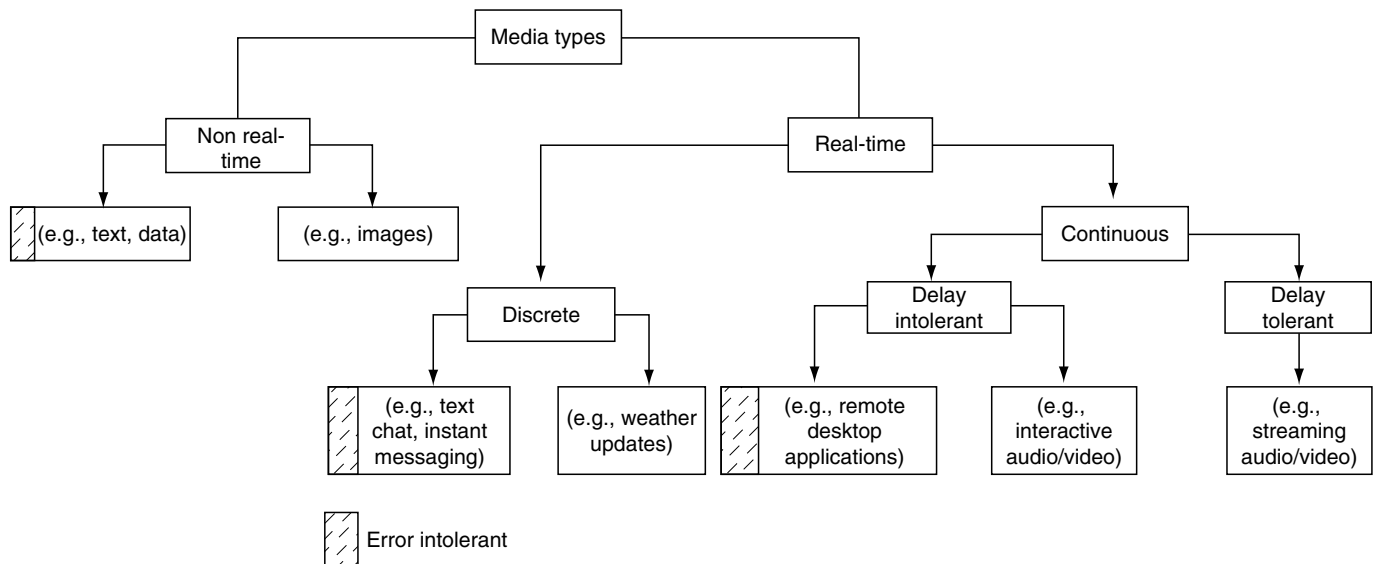 Media types
Non real-
time
Real-time
(e.g., text, data)
(e.g., images)
Continuous
Discrete
Delay
intolerant
Delay
tolerant
(e.g., text
chat, instant
messaging)
(e.g., weather
updates)
(e.g., remote
desktop
applications)
(e.g.,
interactive
audio/video)
(e.g.,
streaming
audio/video)
Error intolerant